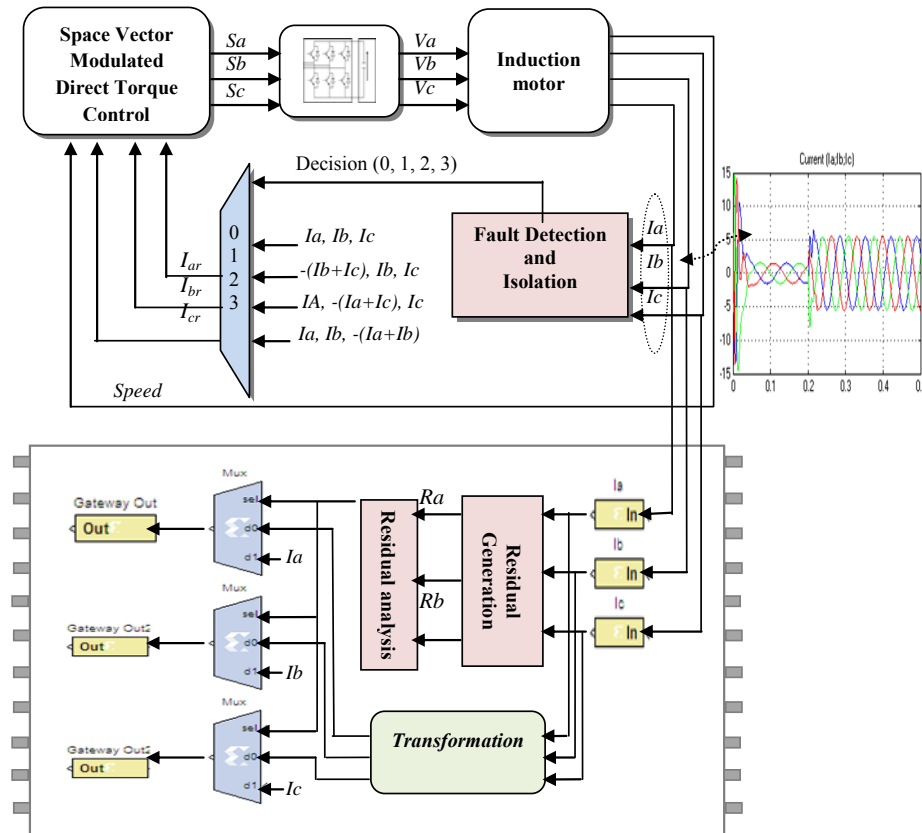 Space Vector
Modulated
Direct Torque
Control
Sa
Sb
Sc
Va
Vb
Vc
Induction
motor
Decision (0, 1, 2, 3)
0
1
2
3
Ia, Ib, Ic
-(Ib+Ic), Ib, Ic
IA, -(Ia+Ic), Ic
Ia, Ib, -(Ia+Ib)
Iar
Ibr
Icr
Speed
Fault Detection
and
Isolation
Ia
Ib
Ic
Current (Ia;Ib;Ic)
15
10
5
0
-5
-10
-15
0 0.1 0.2 0.3 0.4
Gateway Out
Out
Mux
sel
d0
d1
Ia
Gateway Out2
Out
Mux
sel
d0
d1
Ib
Gateway Out2
Out
Mux
sel
d0
d1
Ic
Residual analysis
Ra
Rb
Residual
Generation
Ia
In
Ib
In
Ic
In
Transformation